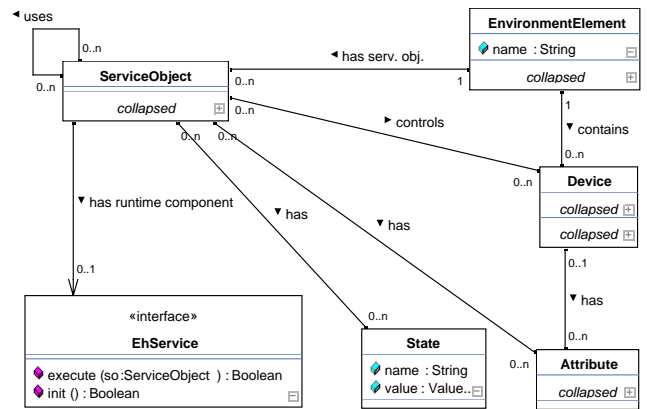 ◄ uses
0..n
0..n
ServiceObject
collapsed
◄ has serv. obj.
0..n
1
EnvironmentElement
name : String
collapsed
0..n
► controls
0..n
1
▼ contains
0..n
Device
collapsed
collapsed
0..n
0..n
▼ has runtime component
0..1
▼ has
0..n
▼ has
0..n
0..1
▼ has
0..n
«interface»
EhService
execute (so:ServiceObject ) : Boolean
init () : Boolean
State
name : String
value : Value..
Attribute
collapsed